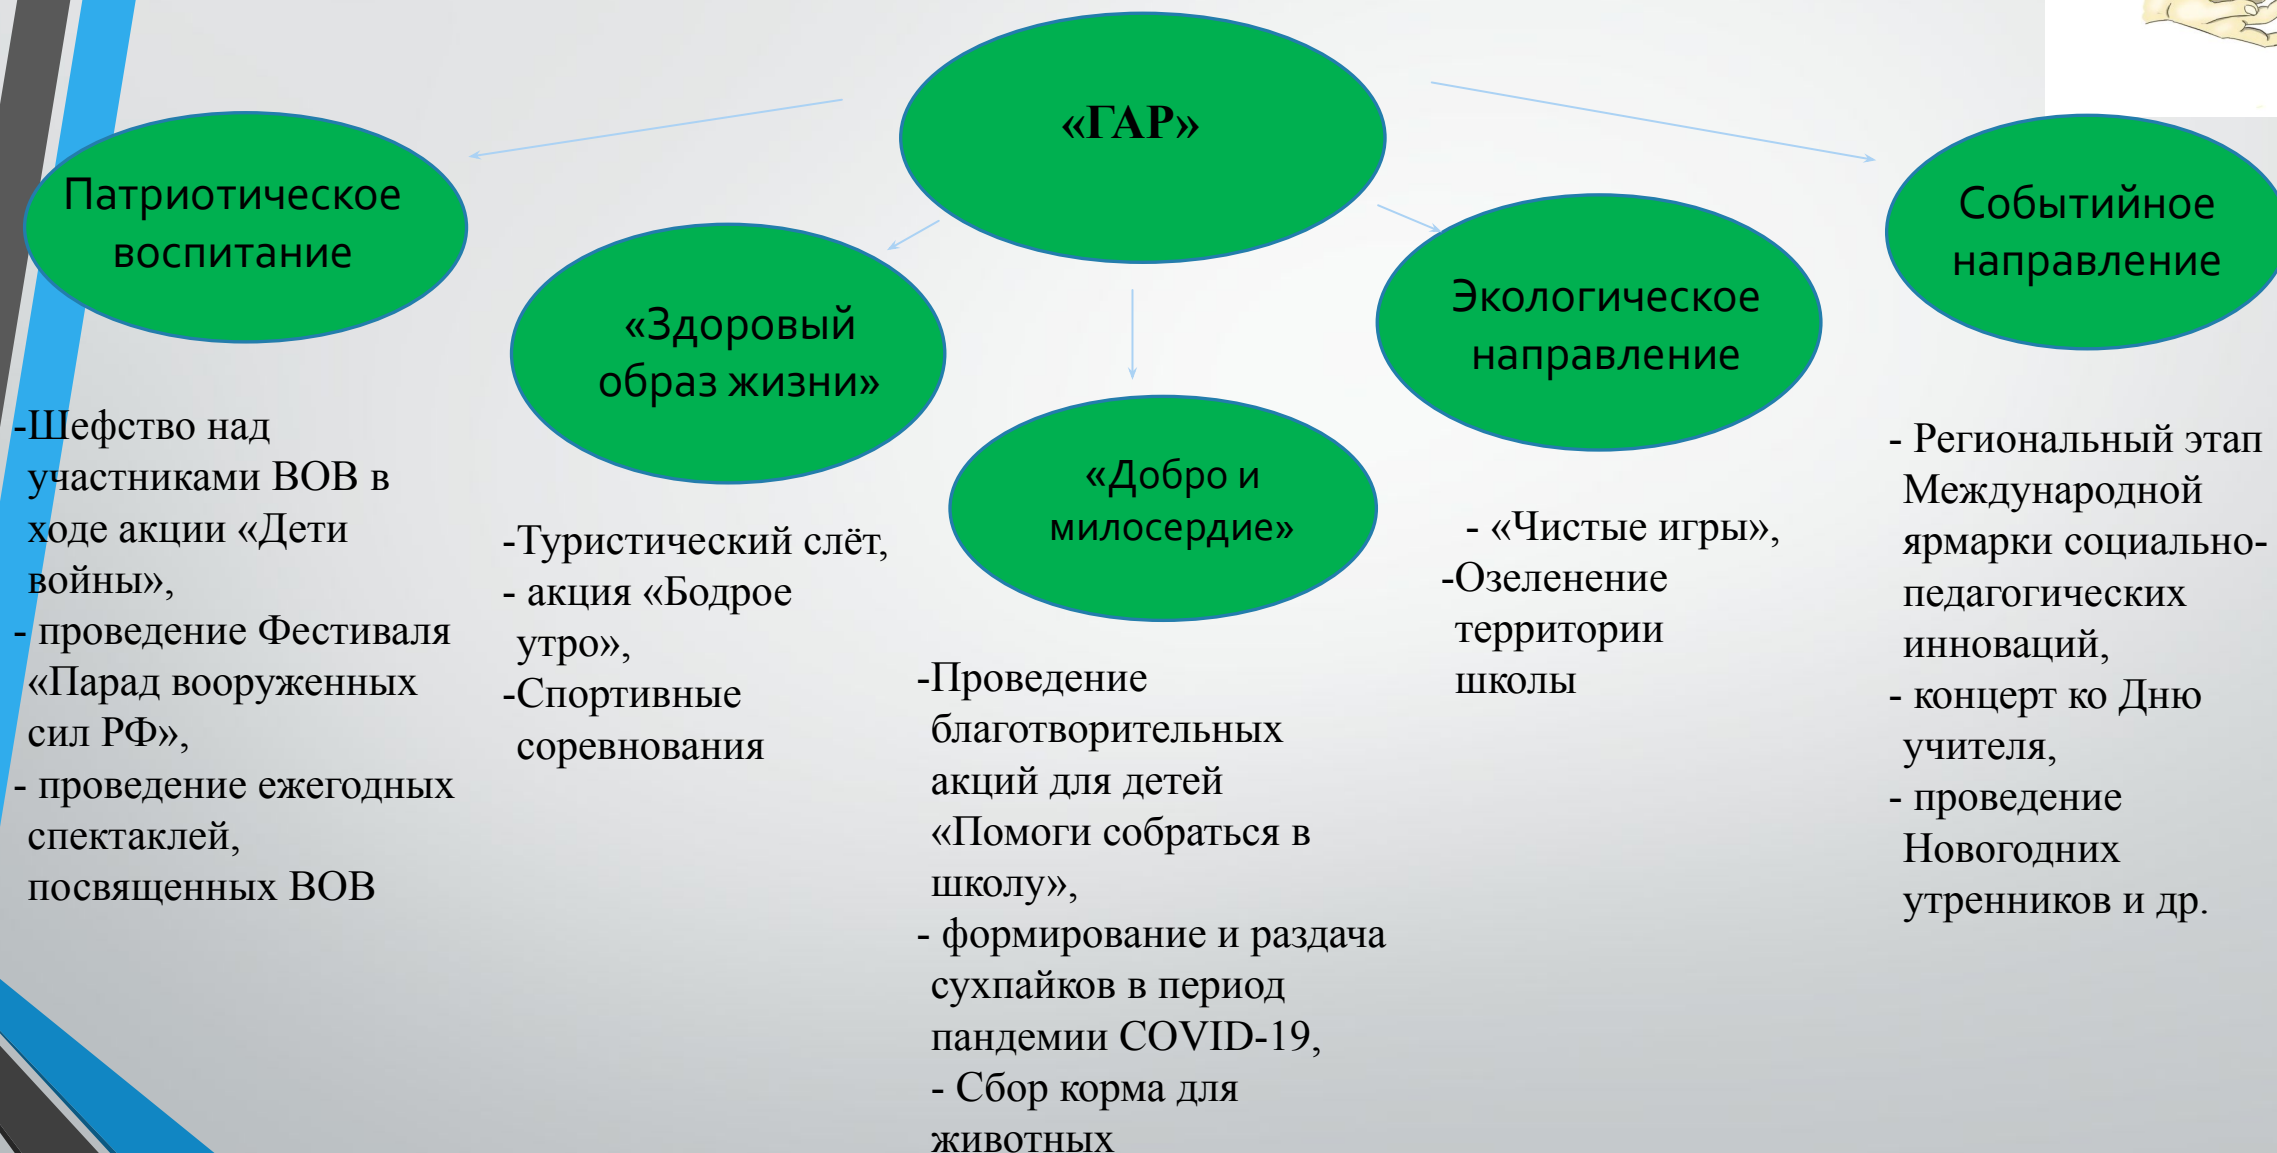 «ГАР»
Патриотическое
воспитание
-Шефство над
участниками ВОВ в
ходе акции «Дети
войны»,
- проведение Фестиваля
«Парад вооруженных
сил РФ»,
- проведение ежегодных
спектаклей,
посвященных ВОВ
«Здоровый
образ жизни»
-Туристический слёт,
- акция «Бодрое
утро»,
-Спортивные
соревнования
«Добро и
милосердие»
-Проведение
благотворительных
акций для детей
«Помоги собраться в
школу»,
- формирование и раздача
сухпайков в период
пандемии COVID-19,
- Сбор корма для
животных
Экологическое
направление
- «Чистые игры»,
-Озеленение
территории
школы
Событийное
направление
- Региональный этап
Международной
ярмарки социально-
педагогических
инноваций,
- концерт ко Дню
учителя,
- проведение
Новогодних
утренников и др.